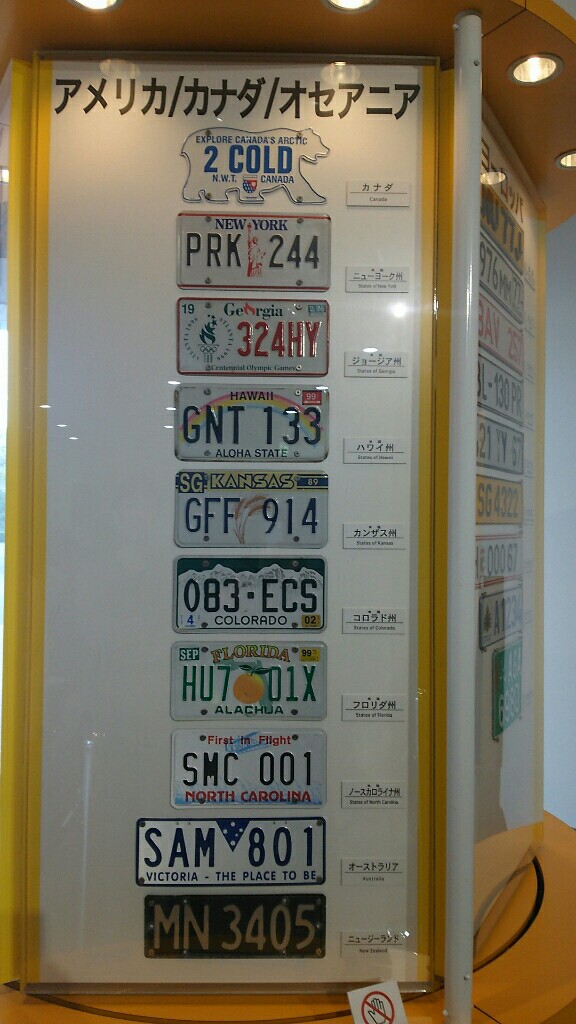 アメリカ/カナダ/オセアニア
EXPLORE CANADA'S ARCTIC
2 COLD
N.W.T. CANADA
カナダ
Canada
NEW YORK
PRK 244
ニューヨーク州
States of New York
19 Georgia
324HY
Centennial Olympic Games
ジョージア州
States of Georgia
HAWAII 99
GNT 133
ALOHA STATE
ハワイ州
States of Hawaii
SG KANSAS 89
GFF 914
カンザス州
States of Kansas
083-ECS
4 COLORADO 02
コロラド州
States of Colorado
SEP FLORIDA 99
HU7 01X
ALACHUA
フロリダ州
States of Florida
First in Flight
SMC 001
NORTH CAROLINA
ノースカロライナ州
States of North Carolina
SAM 801
VICTORIA - THE PLACE TO BE
オーストラリア
Australia
MN 3405
ニュージーランド
New Zealand
ヨーロッパ
SG 4322